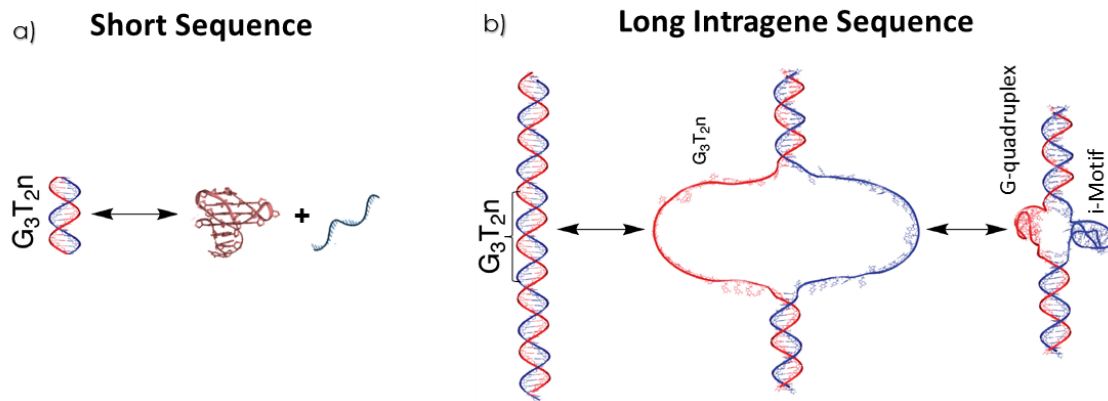 a) Short Sequence
G₃T₂n
+
b) Long Intragene Sequence
G₃T₂n
G₃T₂n
G-quadruplex
i-Motif